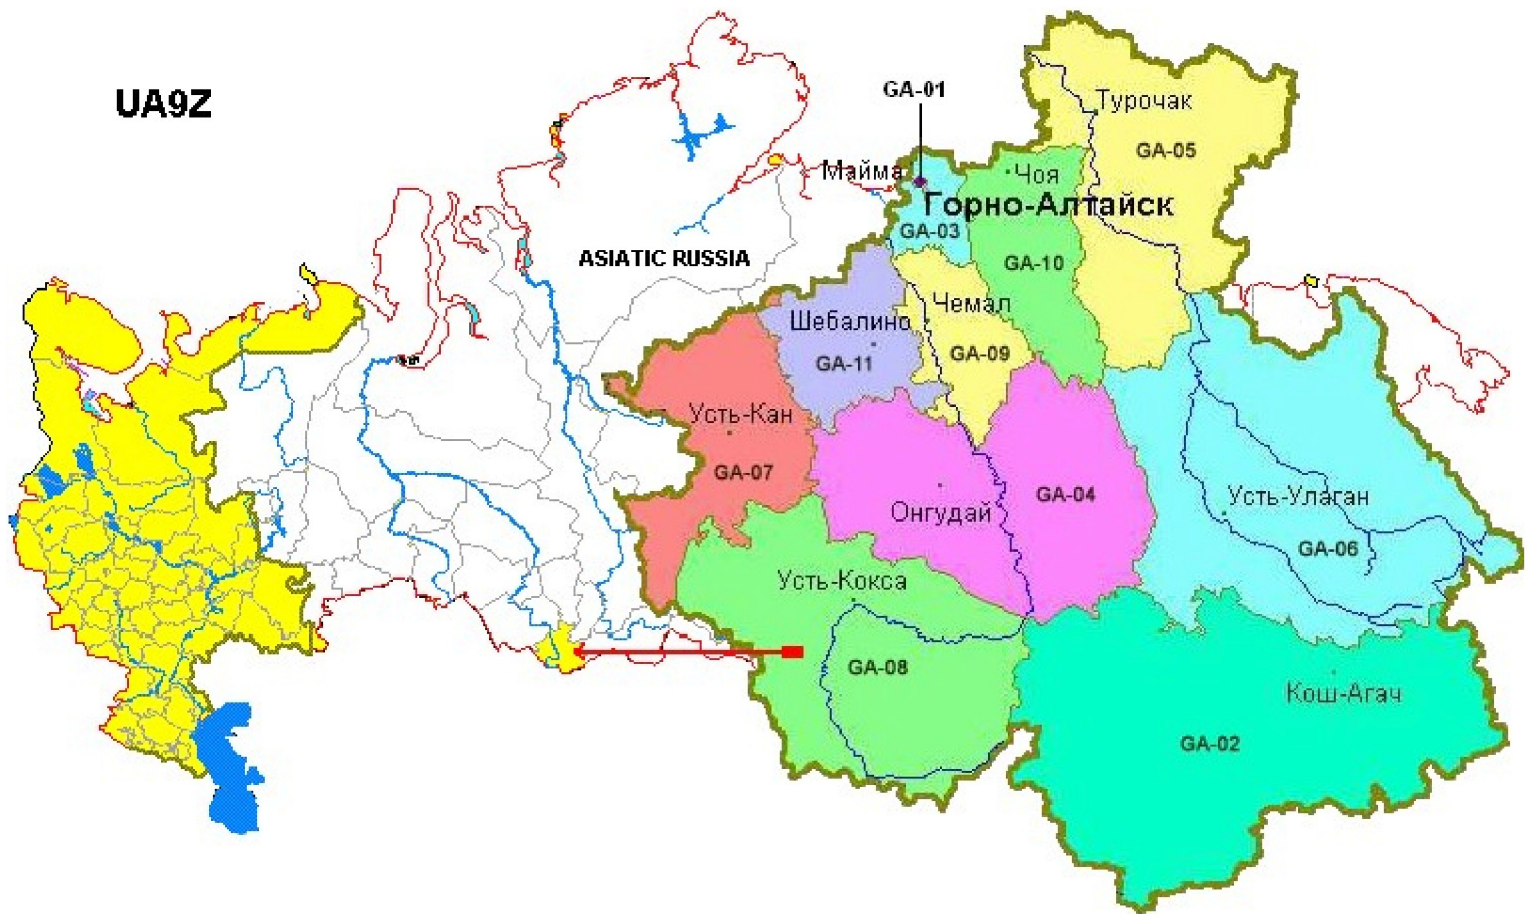 UA9Z
GA-01
Турочак
GA-05
Майма
Чоя
Горно-Алтайск
GA-03
ASIATIC RUSSIA
GA-10
Чемал
Шебалино
GA-09
GA-11
Усть-Кан
GA-07
GA-04
Усть-Улаган
Онгудай
GA-06
Усть-Кокса
GA-08
Кош-Агач
GA-02